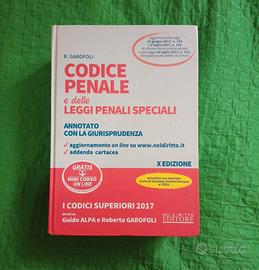 R. GAROFOLI
CODICE
PENALE
e delle
LEGGI PENALI SPECIALI
ANNOTATO
CON LA GIURISPRUDENZA
✓ aggiornamento on line su www.neldiritto.it
✓ addenda cartacea
X EDIZIONE
GRATIS
MINI CORSO
ON LINE
I CODICI SUPERIORI 2017
diretti da
Guido ALPA e Roberto GAROFOLI
NELDIRITTO
EDITORE
subito